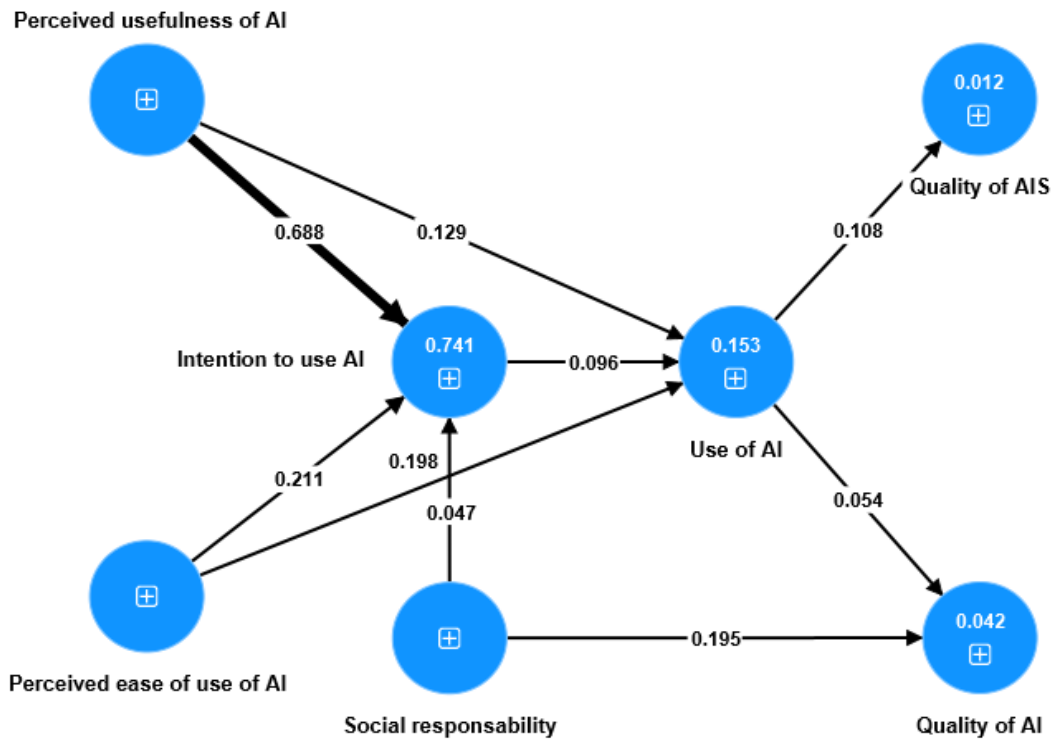 Perceived usefulness of AI
0.012
Quality of AIS
0.688
0.129
0.108
Intention to use AI
0.741
0.096
0.153
Use of AI
0.198
0.211
0.047
0.054
0.195
0.042
Perceived ease of use of AI
Social responsability
Quality of AI